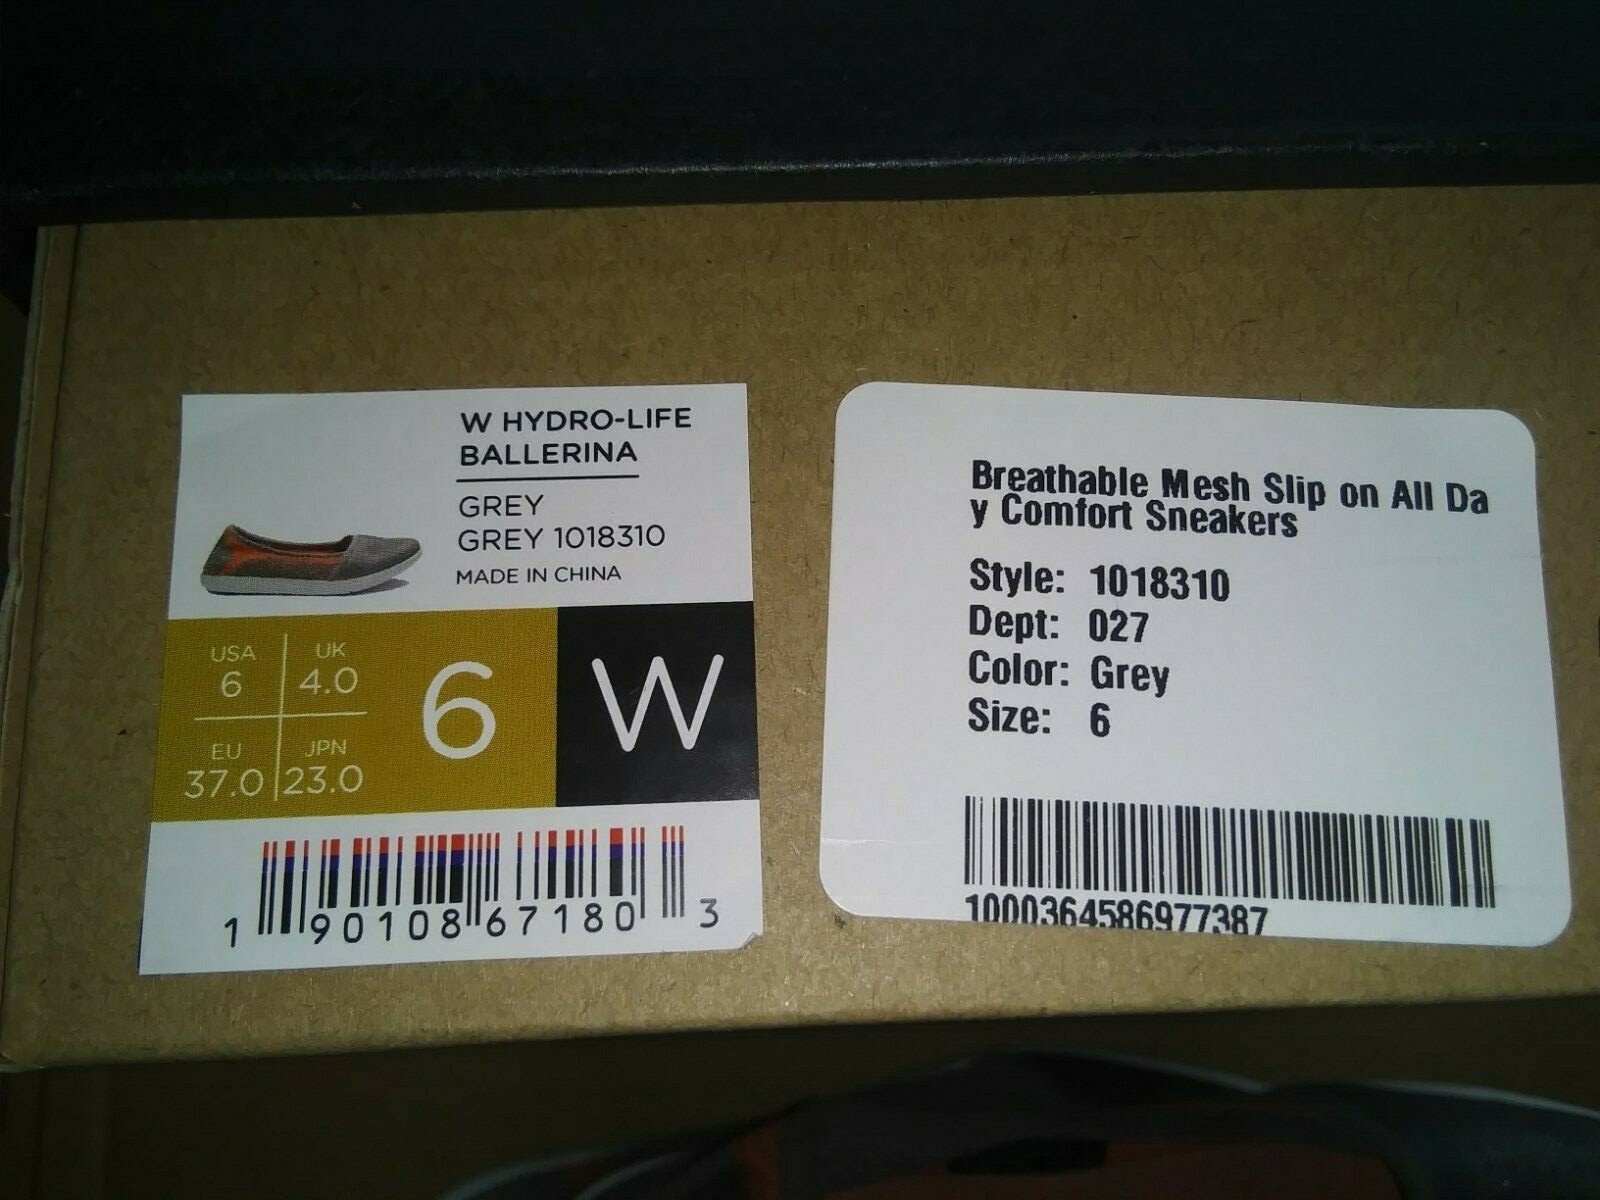 W HYDRO-LIFE
BALLERINA
GREY
GREY 1018310
MADE IN CHINA
USA
6
UK
4.0
EU
37.0
JPN
23.0
6
W
1 90108 67180 3
Breathable Mesh Slip on All Da
y Comfort Sneakers
Style: 1018310
Dept: 027
Color: Grey
Size: 6
1000364586977387